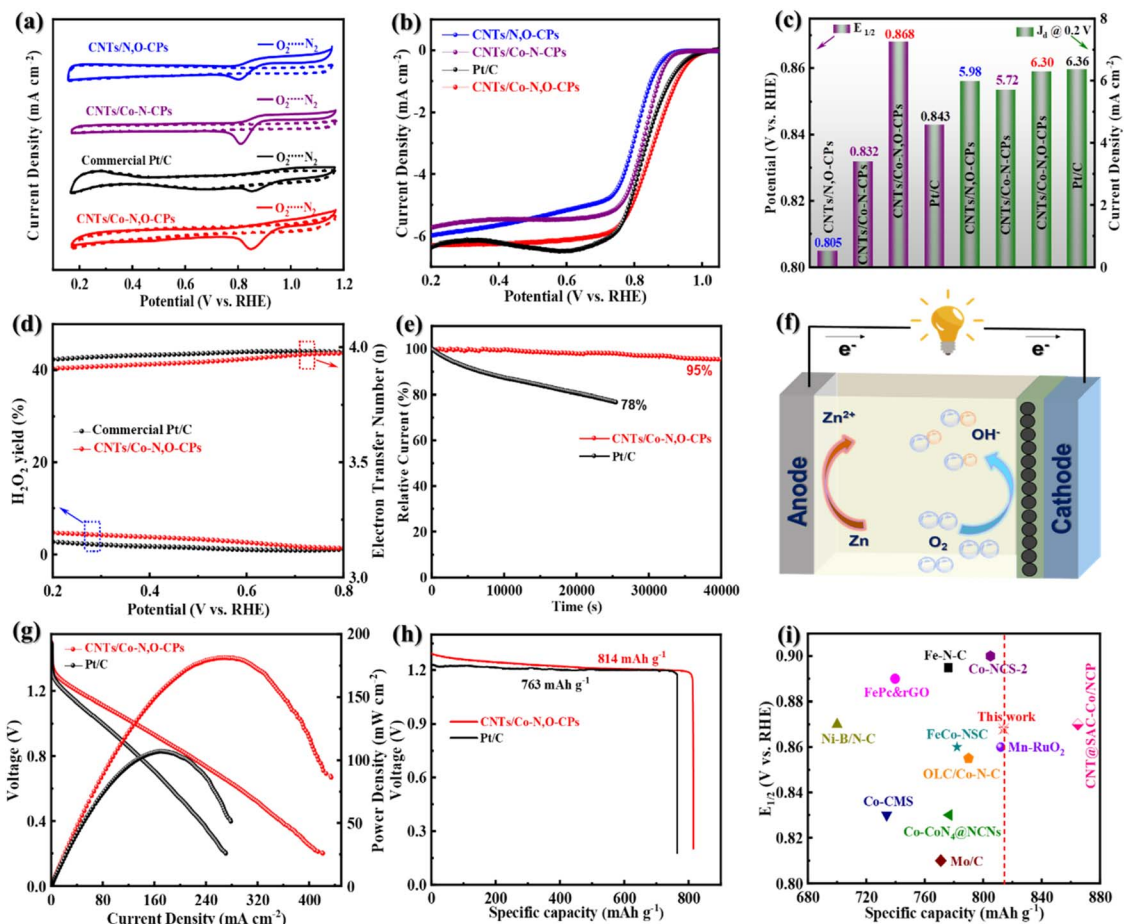 (a)
CNTs/N,O-CPs
O₂
N₂
CNTs/Co-N-CPs
O₂
N₂
Commercial Pt/C
O₂
N₂
CNTs/Co-N,O-CPs
O₂
N₂
Current Density (mA cm⁻²)
0.2 0.4 0.6 0.8 1.0 1.2
Potential (V vs. RHE)
(b)
CNTs/N,O-CPs
CNTs/Co-N-CPs
Pt/C
CNTs/Co-N,O-CPs
0
-2
-4
-6
Current Density (mA cm⁻²)
0.2 0.4 0.6 0.8 1.0
Potential (V vs. RHE)
(c)
E 1/2
J_d @ 0.2 V
0.86
0.84
0.82
0.80
Potential (V vs. RHE)
0.805
0.832
0.868
0.843
5.98
5.72
6.30
6.36
CNTs/N,O-CPs
CNTs/Co-N-CPs
CNTs/Co-N,O-CPs
Pt/C
CNTs/N,O-CPs
CNTs/Co-N-CPs
CNTs/Co-N,O-CPs
Pt/C
8
6
4
2
0
Current Density (mA cm⁻²)
(d)
Commercial Pt/C
CNTs/Co-N,O-CPs
40
20
0
H₂O₂ yield (%)
4.0
3.5
3.0
Electron Transfer Number (n)
0.2 0.4 0.6 0.8
Potential (V vs. RHE)
(e)
100
80
60
40
20
0
Relative Current (%)
95%
78%
CNTs/Co-N,O-CPs
Pt/C
0 10000 20000 30000 40000
Time (s)
(f)
e⁻
e⁻
Anode
Zn²⁺
Zn
OH⁻
O₂
Cathode
(g)
CNTs/Co-N,O-CPs
Pt/C
1.2
0.8
0.4
0.0
Voltage (V)
200
150
100
50
0
Power Density (mW cm⁻²)
0 80 160 240 320 400
Current Density (mA cm⁻²)
(h)
814 mAh g⁻¹
763 mAh g⁻¹
CNTs/Co-N,O-CPs
Pt/C
1.5
1.2
0.9
0.6
0.3
0.0
Voltage (V)
0 200 400 600 800
Specific capacity (mAh g⁻¹)
(i)
Fe-N-C
Co-NCS-2
FePc&rGO
This work
Ni-B/N-C
FeCo-NSC
Mn-RuO₂
CNT@SAC-Co/NCP
OLC/Co-N-C
Co-CMS
Co-CoN₄@NCNs
Mo/C
0.90
0.88
0.86
0.84
0.82
0.80
E₁/₂ (V vs. RHE)
680 720 760 800 840 880
Specific capacity (mAh g⁻¹)